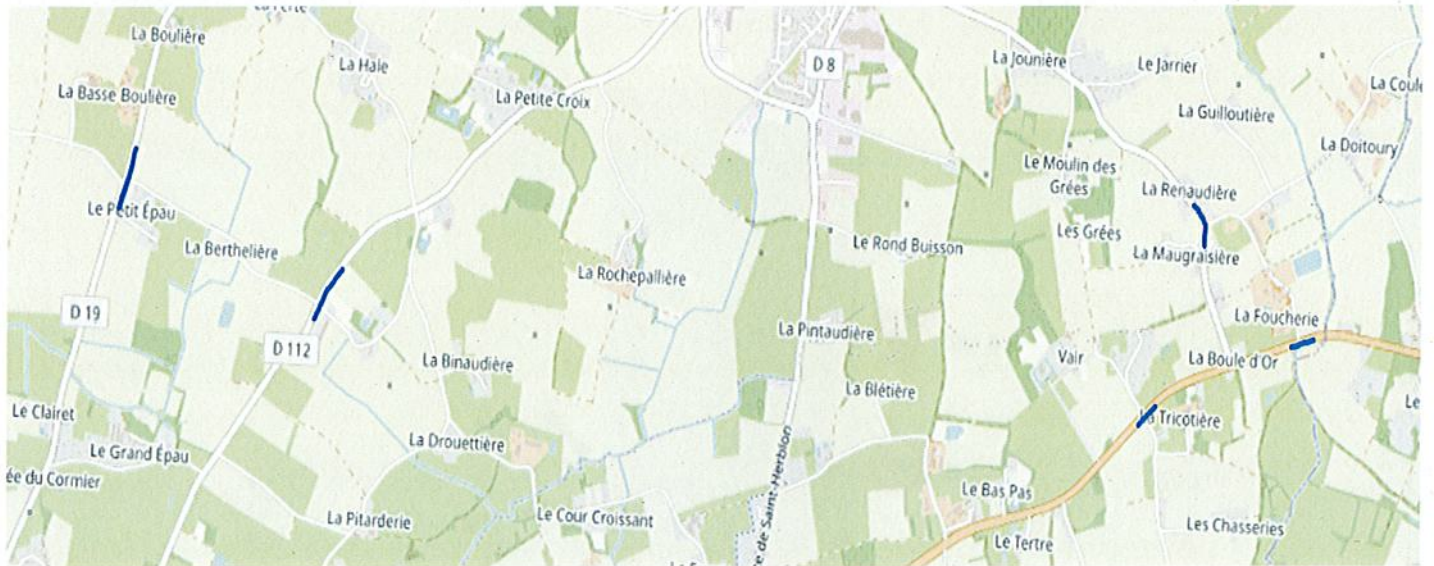 La Boulière
La Hale
D 8
La Jounière
Le Jarrier
La Basse Boulière
La Petite Croix
La Guilloutière
La Doitoury
Le Moulin des
Grées
La Renaudière
Le Petit Épau
La Berthelière
La Rochepallière
Le Rond Buisson
Les Grées
La Maugraisière
D 19
D 112
La Pintaudière
La Foucherie
La Binaudière
Vair
La Boule d'Or
La Blétière
Le Clairet
La Tricotière
Le Grand Épau
La Drouettière
ée du Cormier
Le Bas Pas
La Pitarderie
Le Cour Croissant
e de Saint-Herblon
Les Chasseries
Le Tertre